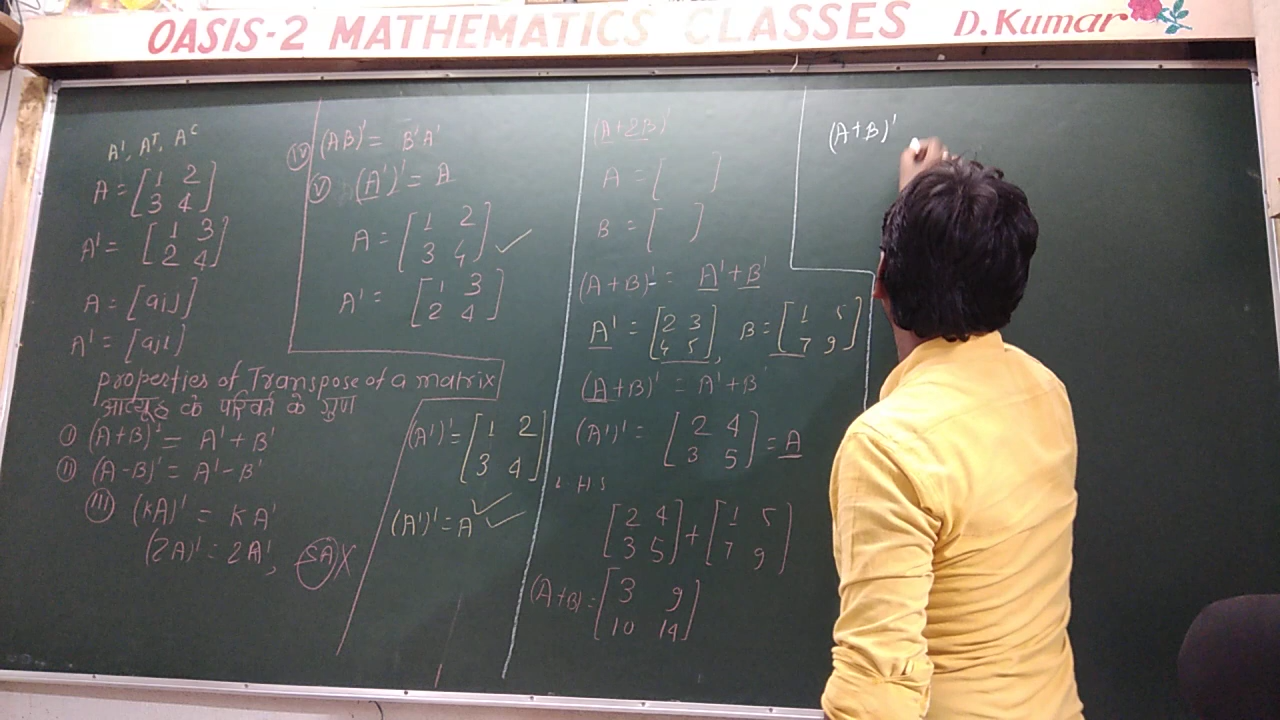 OASIS-2 MATHEMATICS CLASSES D.Kumar
A', Aᵀ, Aᶜ
A = [1 2
3 4]
A' = [1 3
2 4]
A = [aij]
A' = [aji]
Properties of Transpose of a matrix
आव्यूह के परिवर्त के गुण
(I) (A+B)' = A'+B'
(II) (A-B)' = A'-B'
(III) (KA)' = KA'
(2A)' = 2A',
(IV) (AB)' = B'A'
(V) (A')' = A
A = [1 2
3 4] ✓
A' = [1 3
2 4]
(A')' = [1 2
3 4]
(A')' = A ✓
(A+2B)'
A = [ ]
B = [ ]
(A+B)' = A'+B'
A' = [2 3
4 5], B = [1 5
7 9]
(A+B)' = A'+B'
(A')' = [2 4
3 5] = A
L H S
[2 4
3 5] + [1 5
7 9]
(A+B) = [3 9
10 14]
(A+B)'